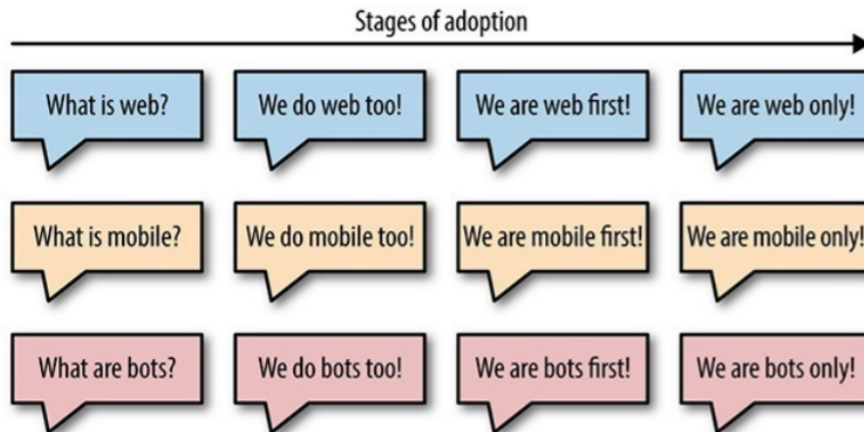 Stages of adoption
What is web?
We do web too!
We are web first!
We are web only!
What is mobile?
We do mobile too!
We are mobile first!
We are mobile only!
What are bots?
We do bots too!
We are bots first!
We are bots only!